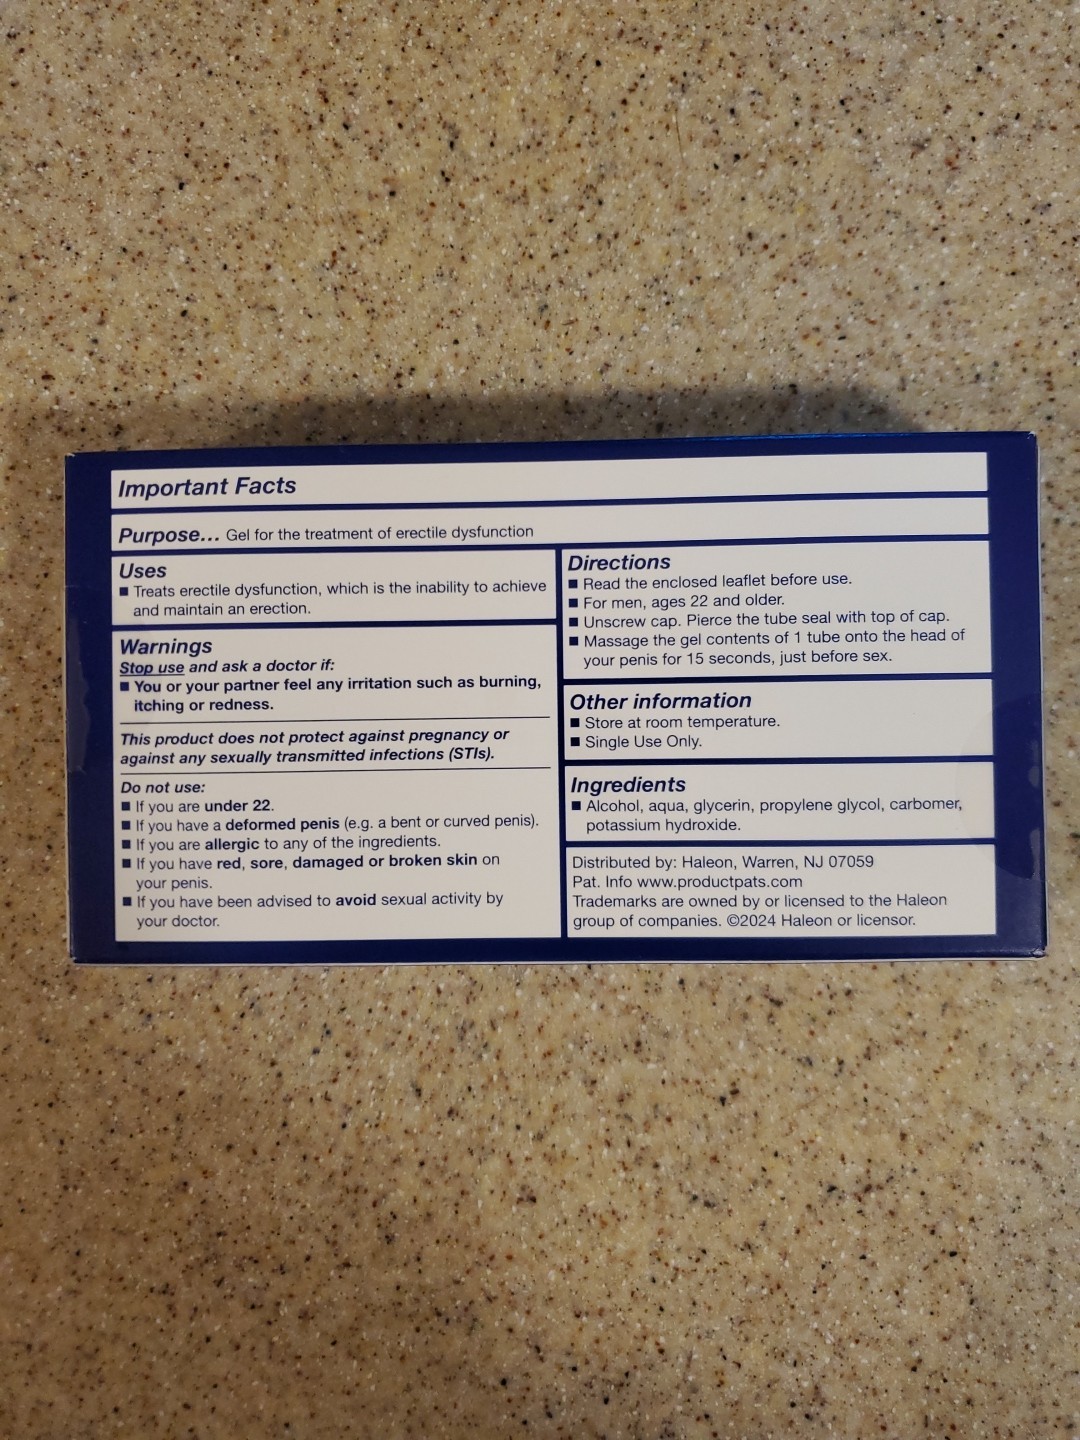 Important Facts
Purpose... Gel for the treatment of erectile dysfunction
Uses
■ Treats erectile dysfunction, which is the inability to achieve
and maintain an erection.
Warnings
Stop use and ask a doctor if:
■ You or your partner feel any irritation such as burning,
itching or redness.
This product does not protect against pregnancy or
against any sexually transmitted infections (STIs).
Do not use:
■ If you are under 22.
■ If you have a deformed penis (e.g. a bent or curved penis).
■ If you are allergic to any of the ingredients.
■ If you have red, sore, damaged or broken skin on
your penis.
■ If you have been advised to avoid sexual activity by
your doctor.
Directions
■ Read the enclosed leaflet before use.
■ For men, ages 22 and older.
■ Unscrew cap. Pierce the tube seal with top of cap.
■ Massage the gel contents of 1 tube onto the head of
your penis for 15 seconds, just before sex.
Other information
■ Store at room temperature.
■ Single Use Only.
Ingredients
■ Alcohol, aqua, glycerin, propylene glycol, carbomer,
potassium hydroxide.
Distributed by: Haleon, Warren, NJ 07059
Pat. Info www.productpats.com
Trademarks are owned by or licensed to the Haleon
group of companies. ©2024 Haleon or licensor.